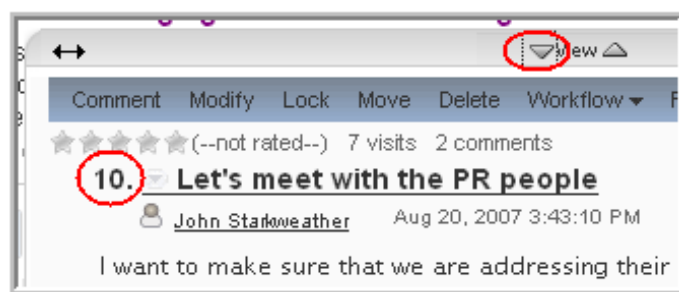 View
Comment Modify Lock Move Delete Workflow
(--not rated--) 7 visits 2 comments
10. Let's meet with the PR people
John Starkweather Aug 20, 2007 3:43:10 PM
I want to make sure that we are addressing their